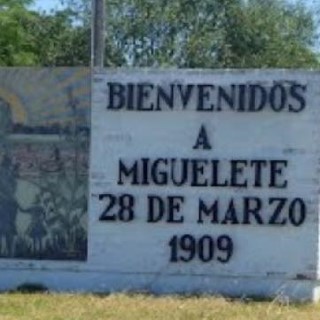 BIENVENIDOS
A
MIGUELETE
28 DE MARZO
1909